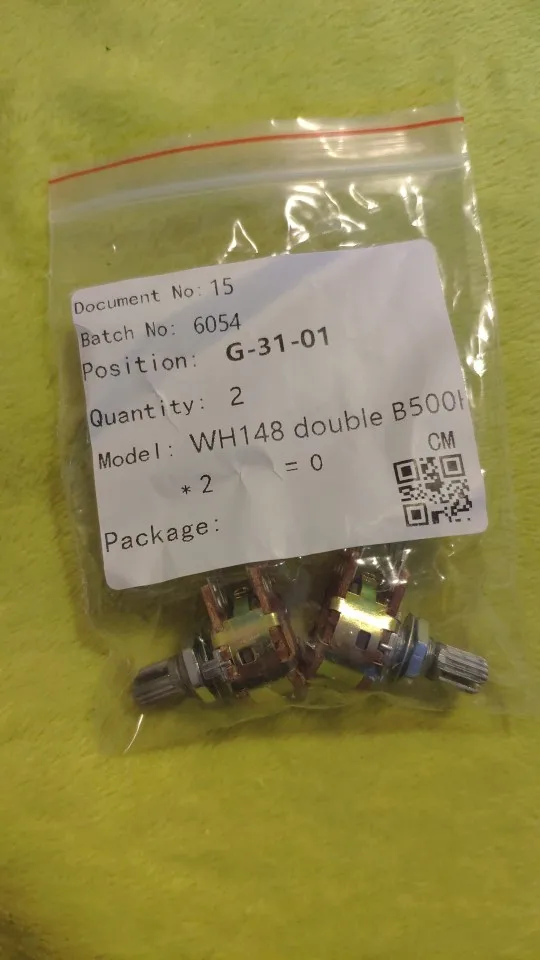 Document No: 15
Batch No: 6054
Position: G-31-01
Quantity: 2
Model: WH148 double B500
CM
* 2 = 0
Package: